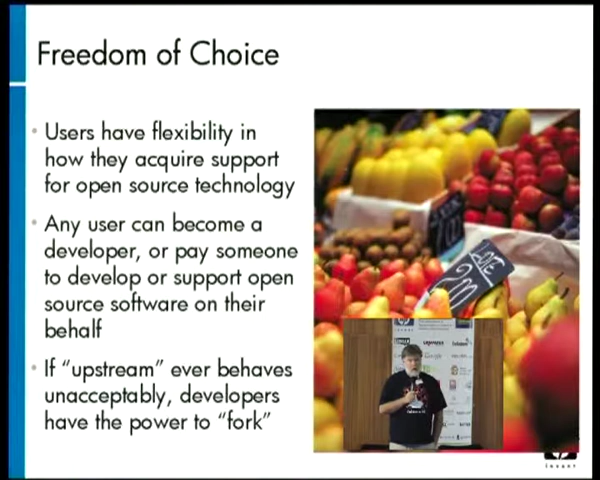 Freedom of Choice
Users have flexibility in
how they acquire support
for open source technology
Any user can become a
developer, or pay someone
to develop or support open
source software on their
behalf
If “upstream” ever behaves
unacceptably, developers
have the power to “fork”
Google
invent